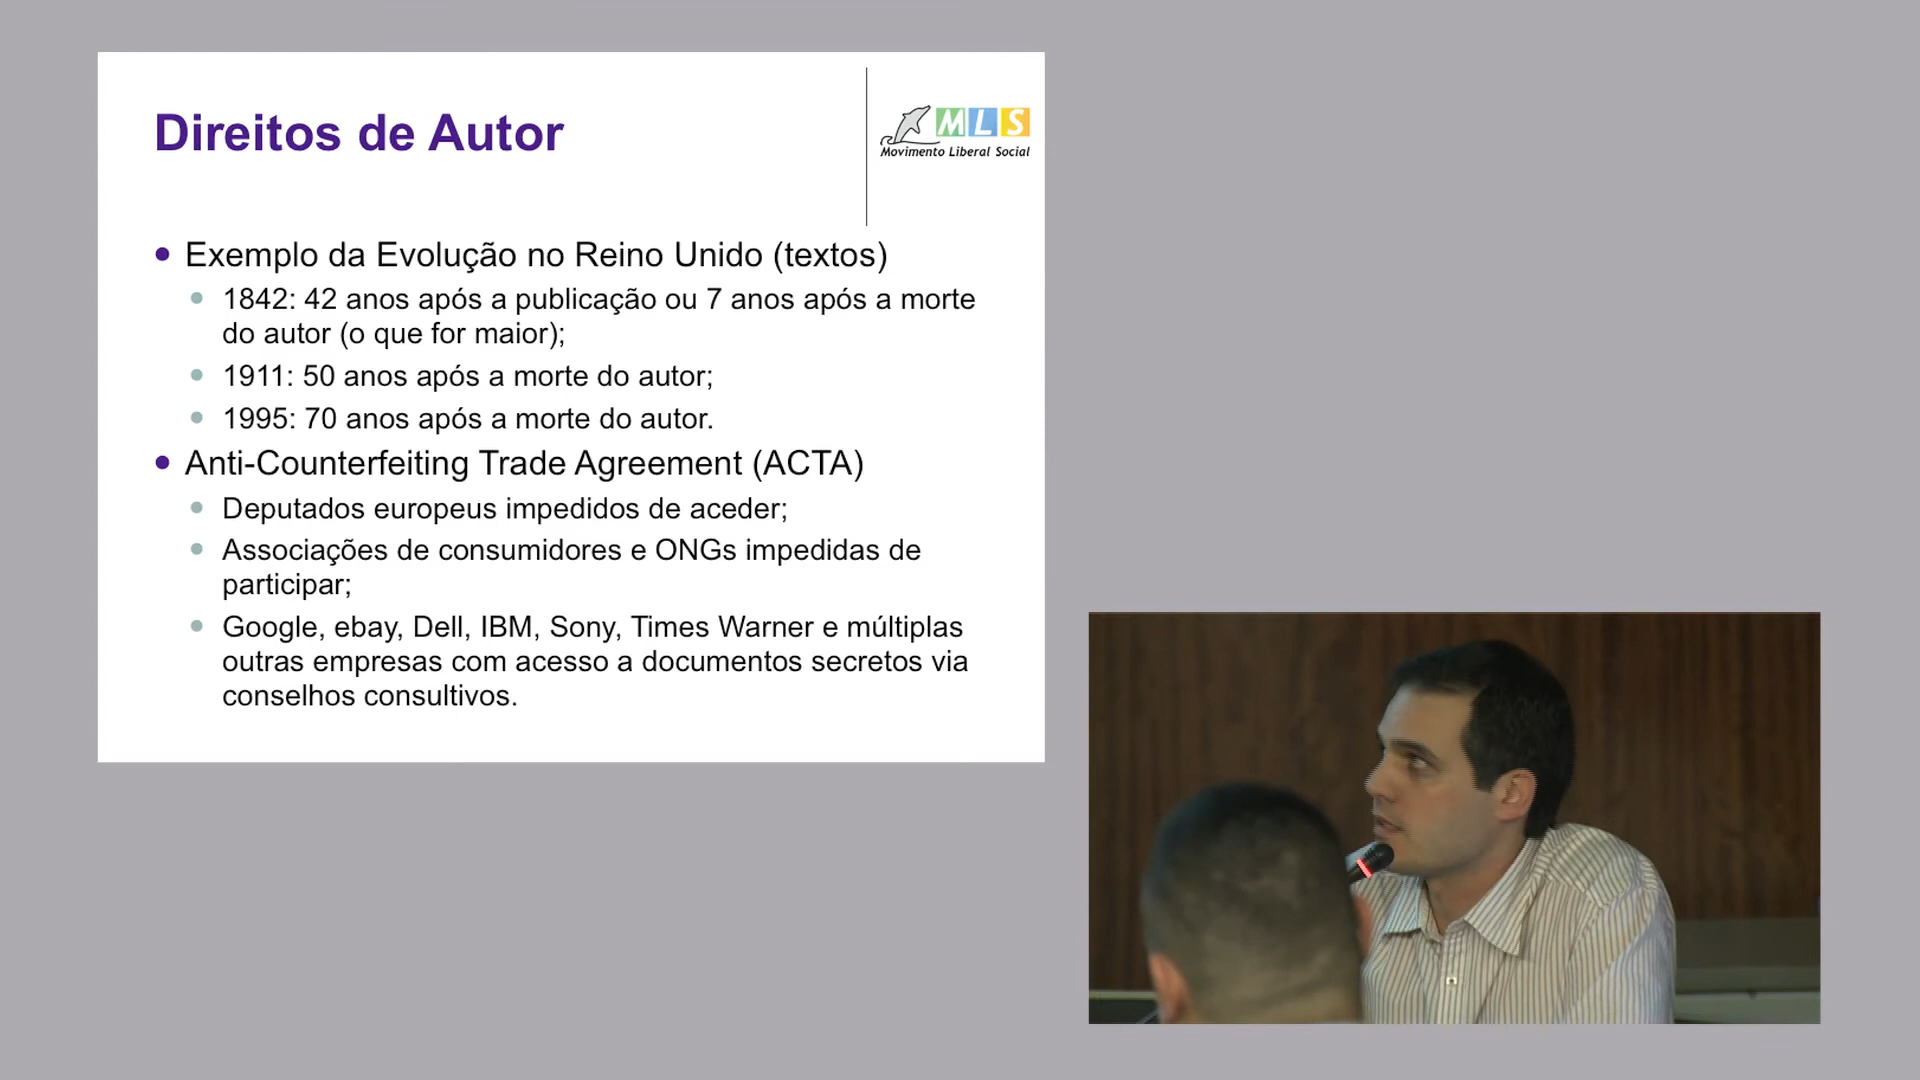 Direitos de Autor
MLS
Movimento Liberal Social
Exemplo da Evolução no Reino Unido (textos)
1842: 42 anos após a publicação ou 7 anos após a morte
do autor (o que for maior);
1911: 50 anos após a morte do autor;
1995: 70 anos após a morte do autor.
Anti-Counterfeiting Trade Agreement (ACTA)
Deputados europeus impedidos de aceder;
Associações de consumidores e ONGs impedidas de
participar;
Google, ebay, Dell, IBM, Sony, Times Warner e múltiplas
outras empresas com acesso a documentos secretos via
conselhos consultivos.